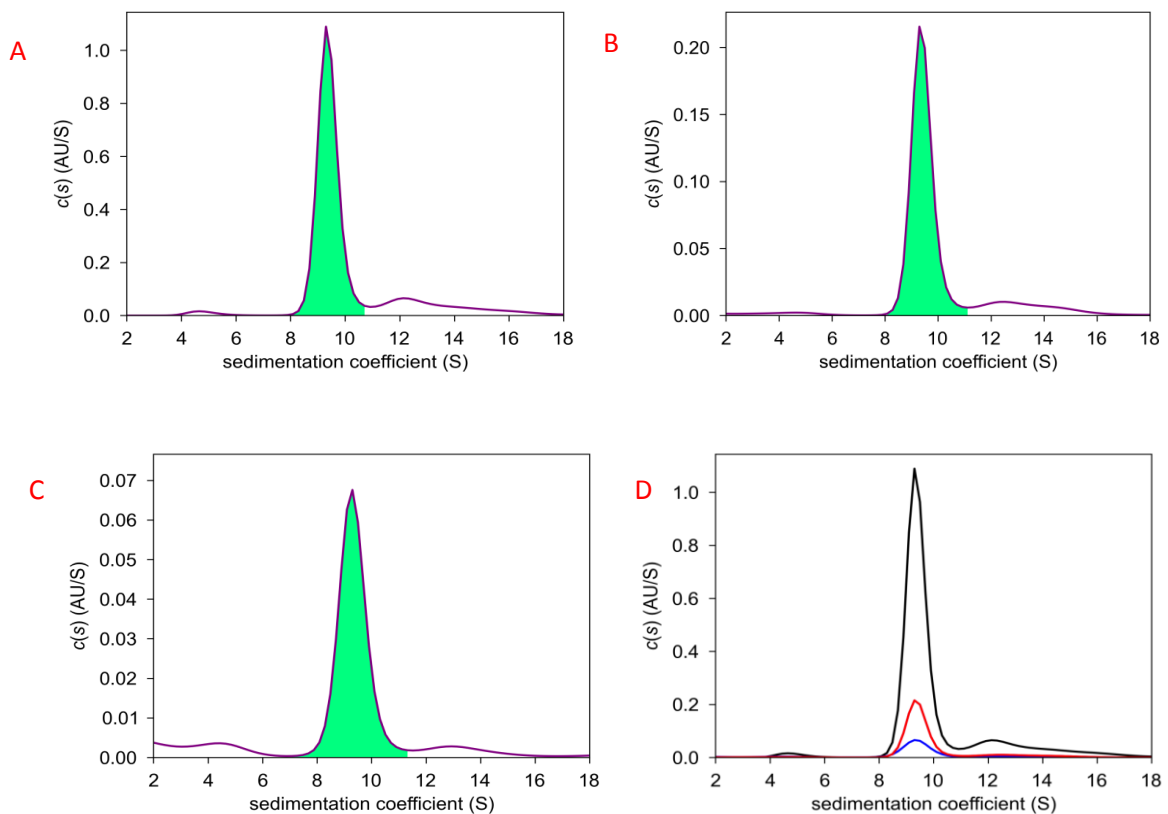 A
c(s) (AU/S)
1.0
0.8
0.6
0.4
0.2
0.0
2 4 6 8 10 12 14 16 18
sedimentation coefficient (S)
B
c(s) (AU/S)
0.20
0.15
0.10
0.05
0.00
2 4 6 8 10 12 14 16 18
sedimentation coefficient (S)
C
c(s) (AU/S)
0.07
0.06
0.05
0.04
0.03
0.02
0.01
0.00
2 4 6 8 10 12 14 16 18
sedimentation coefficient (S)
D
c(s) (AU/S)
1.0
0.8
0.6
0.4
0.2
0.0
2 4 6 8 10 12 14 16 18
sedimentation coefficient (S)